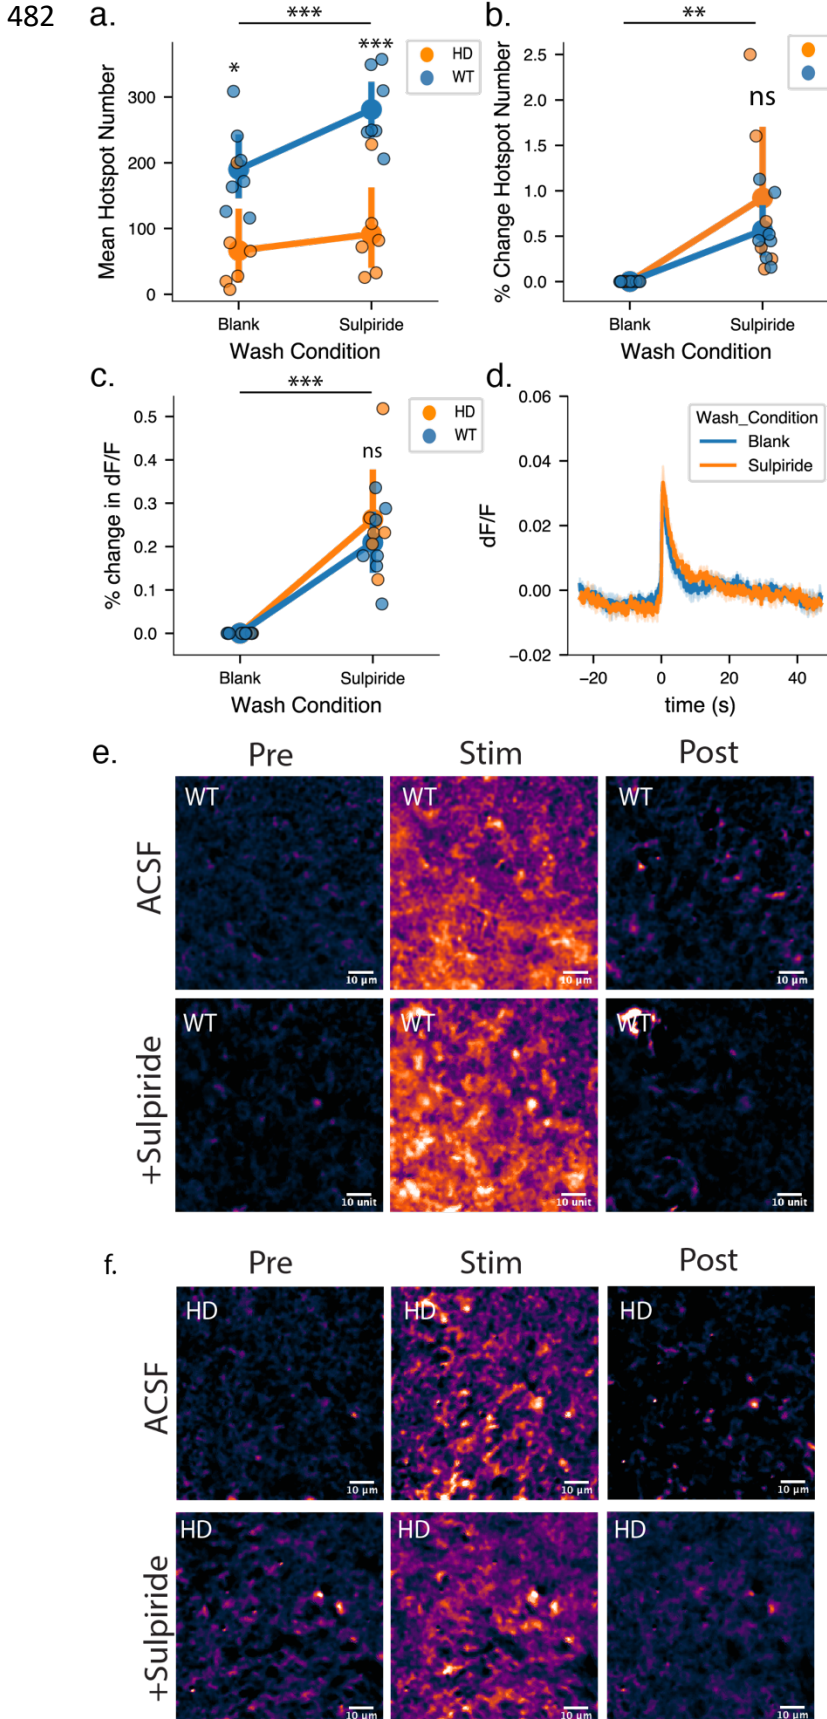 482
a.
***
Mean Hotspot Number
*
***
HD
WT
300
200
100
0
Blank
Sulpiride
Wash Condition
b.
**
% Change Hotspot Number
ns
2.5
2.0
1.5
1.0
0.5
0.0
Blank
Sulpiride
Wash Condition
c.
***
% change in dF/F
ns
HD
WT
0.5
0.4
0.3
0.2
0.1
0.0
Blank
Sulpiride
Wash Condition
d.
dF/F
0.06
0.04
0.02
0.00
−0.02
Wash_Condition
Blank
Sulpiride
−20
0
20
40
time (s)
e.
Pre
Stim
Post
ACSF
WT
WT
WT
10 µm
10 µm
10 µm
+Sulpiride
WT
WT
WT
10 unit
10 unit
10 unit
f.
Pre
Stim
Post
ACSF
HD
HD
HD
10 µm
10 µm
10 µm
+Sulpiride
HD
HD
HD
10 µm
10 µm
10 µm